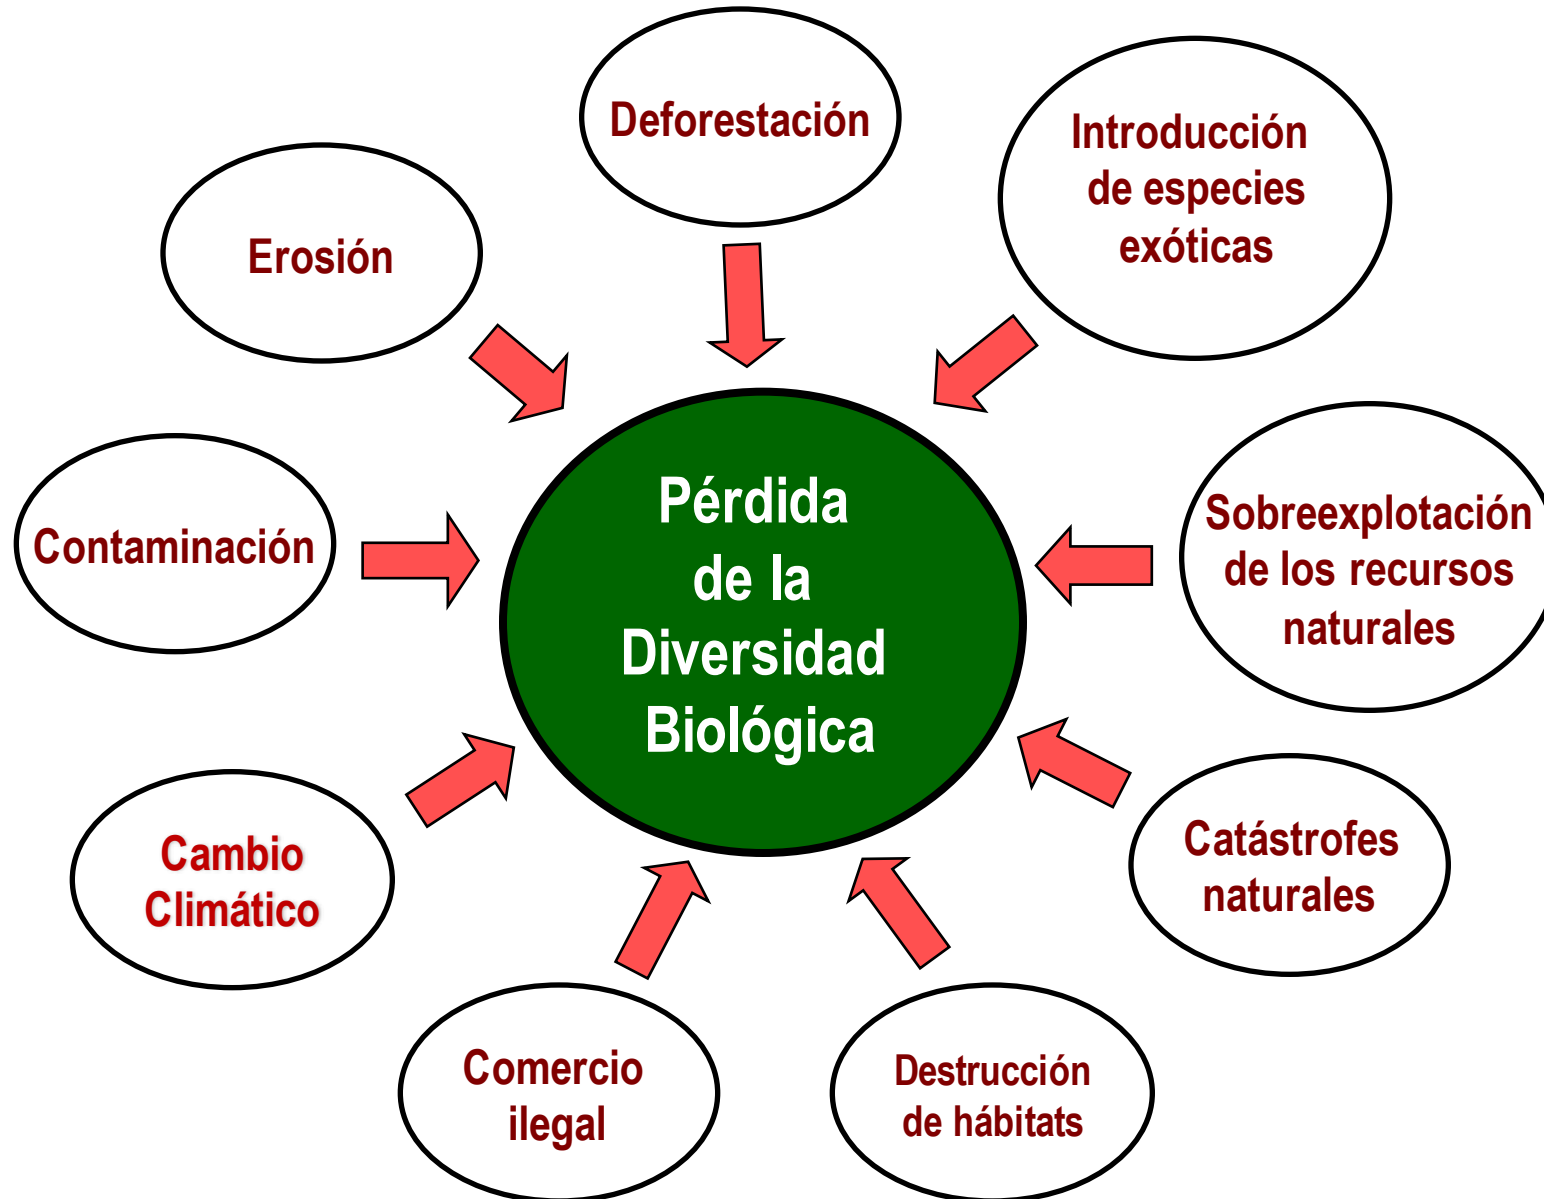 Deforestación
Introducción
de especies
exóticas
Erosión
Sobreexplotación
de los recursos
naturales
Contaminación
Pérdida
de la
Diversidad
Biológica
Catástrofes
naturales
Cambio
Climático
Comercio
ilegal
Destrucción
de hábitats